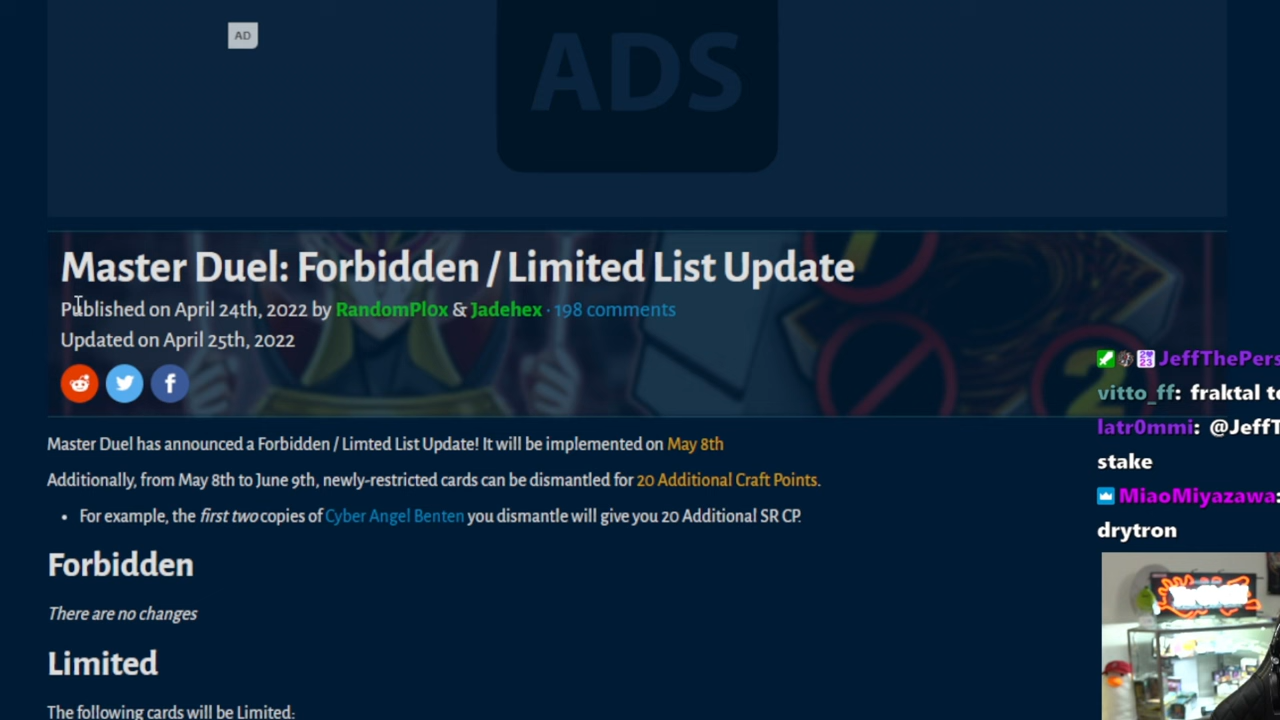 AD
ADS
Master Duel: Forbidden / Limited List Update
Published on April 24th, 2022 by RandomPl0x & Jadehex · 198 comments
Updated on April 25th, 2022
JeffThePers
vitto_ff: fraktal to
latr0mmi: @JeffT
stake
MiaoMiyazawa:
drytron
Master Duel has announced a Forbidden / Limted List Update! It will be implemented on May 8th
Additionally, from May 8th to June 9th, newly-restricted cards can be dismantled for 20 Additional Craft Points.
• For example, the first two copies of Cyber Angel Benten you dismantle will give you 20 Additional SR CP.
Forbidden
There are no changes
Limited
The following cards will be Limited: